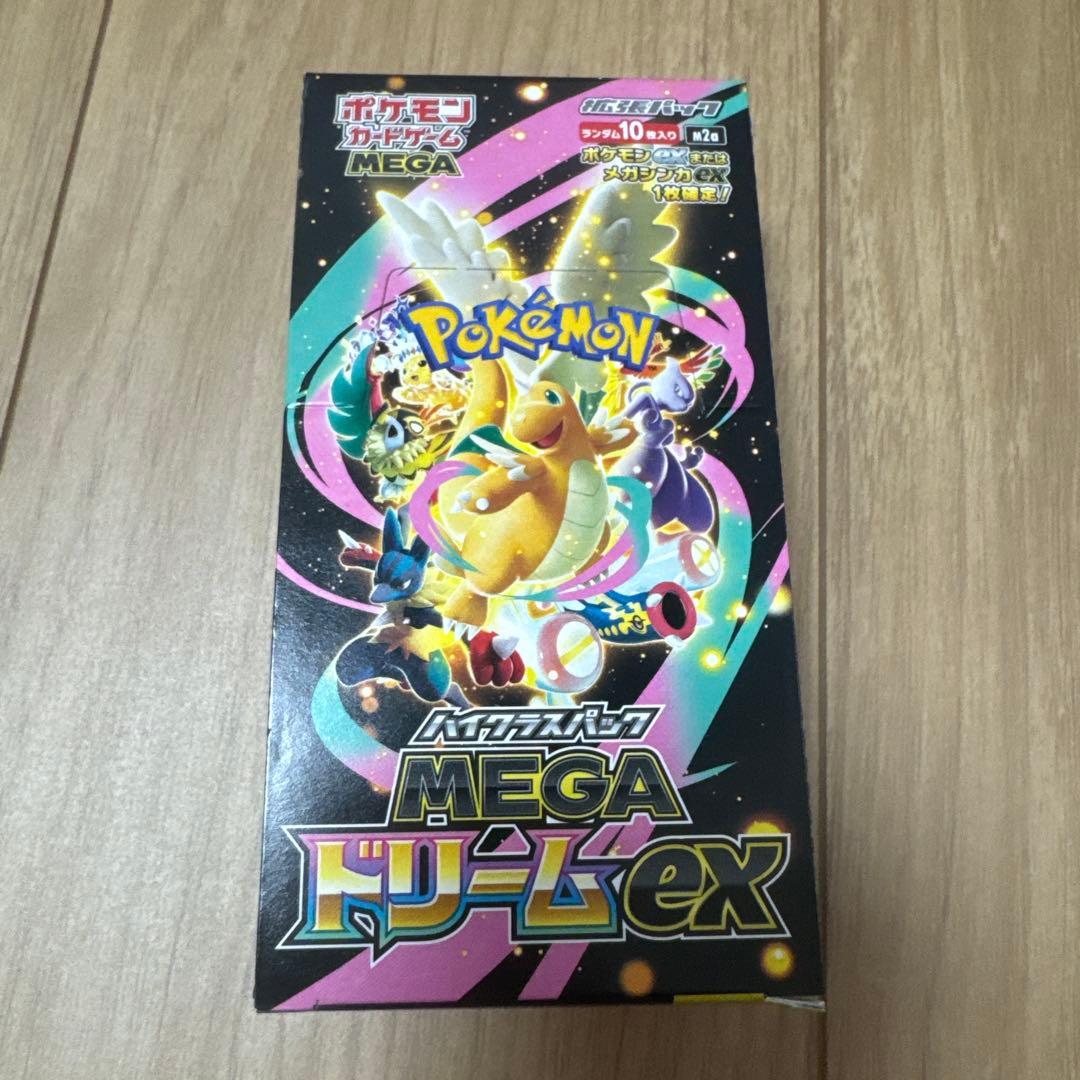 ポケモン
カードゲーム
MEGA
拡張パック
ランダム10枚入り M2a
ポケモンexまたは
メガシンカex
1枚確定!
POKéMON
ハイクラスパック
MEGA
ドリームex